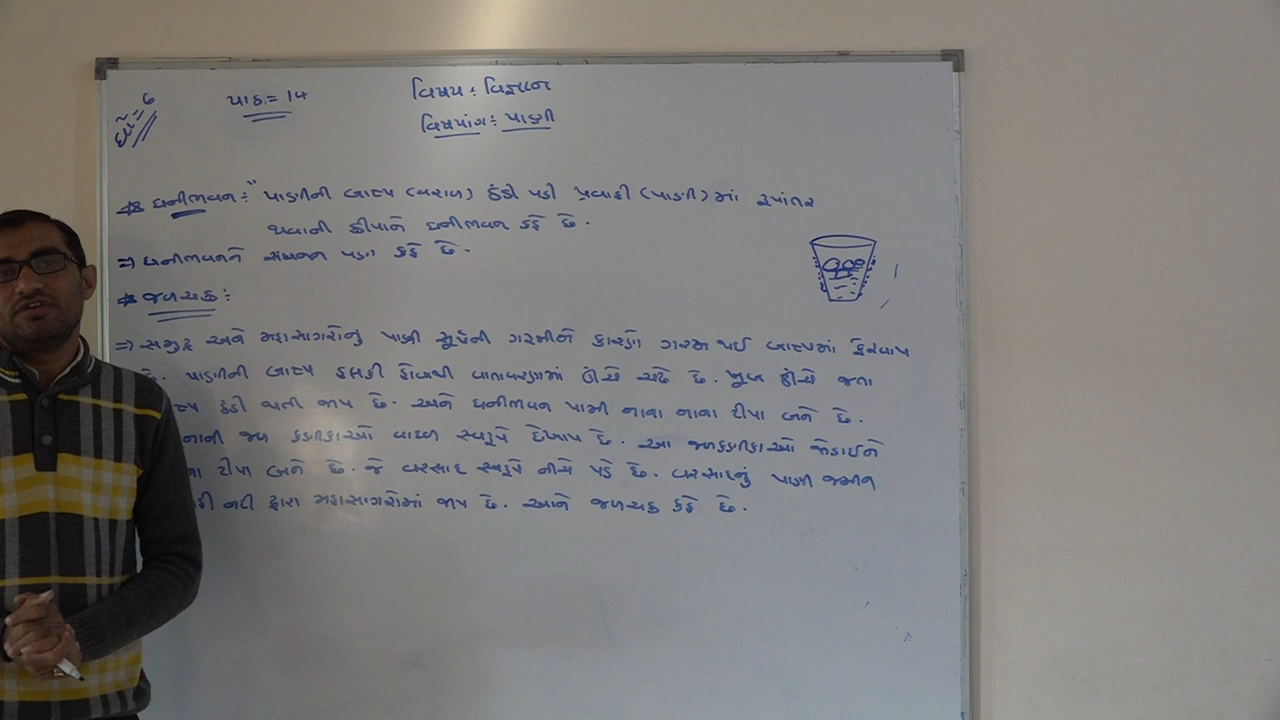 ધોરણ = 6
પાઠ = 14
વિષય : વિજ્ઞાન
વિષયાંગ : પાણી
ઘનીભવન : " પાણીની બાષ્પ (વરાળ) ઠંડી પડી પ્રવાહી (પાણી) માં રૂપાંતર
થવાની ક્રીયાને ઘનીભવન કહે છે.
⇒ ઘનીભવનને સંઘનન પણ કહે છે.
જળચક્ર :
⇒ સમુદ્ર અને મહાસાગરોનું પાણી સૂર્યની ગરમીને કારણે ગરમ થઈ બાષ્પમાં ફેરવાય
છે. પાણીની બાષ્પ હલકી હોવાથી વાતાવરણમાં ઊંચે ચઢે છે. ખૂબ ઊંચે જતા
ઠંડી થતી જાય છે. અને ઘનીભવન પામી નાના નાના ટીપા બને છે.
નાની જળ કણીકાઓ વાદળ સ્વરૂપે દેખાય છે. આ જળકણીકાઓ જોડાઈને
ટીપા બને છે. જે વરસાદ સ્વરૂપે નીચે પડે છે. વરસાદનું પાણી જમીન
નદી દ્વારા મહાસાગરોમાં જાય છે. આને જળચક્ર કહે છે.